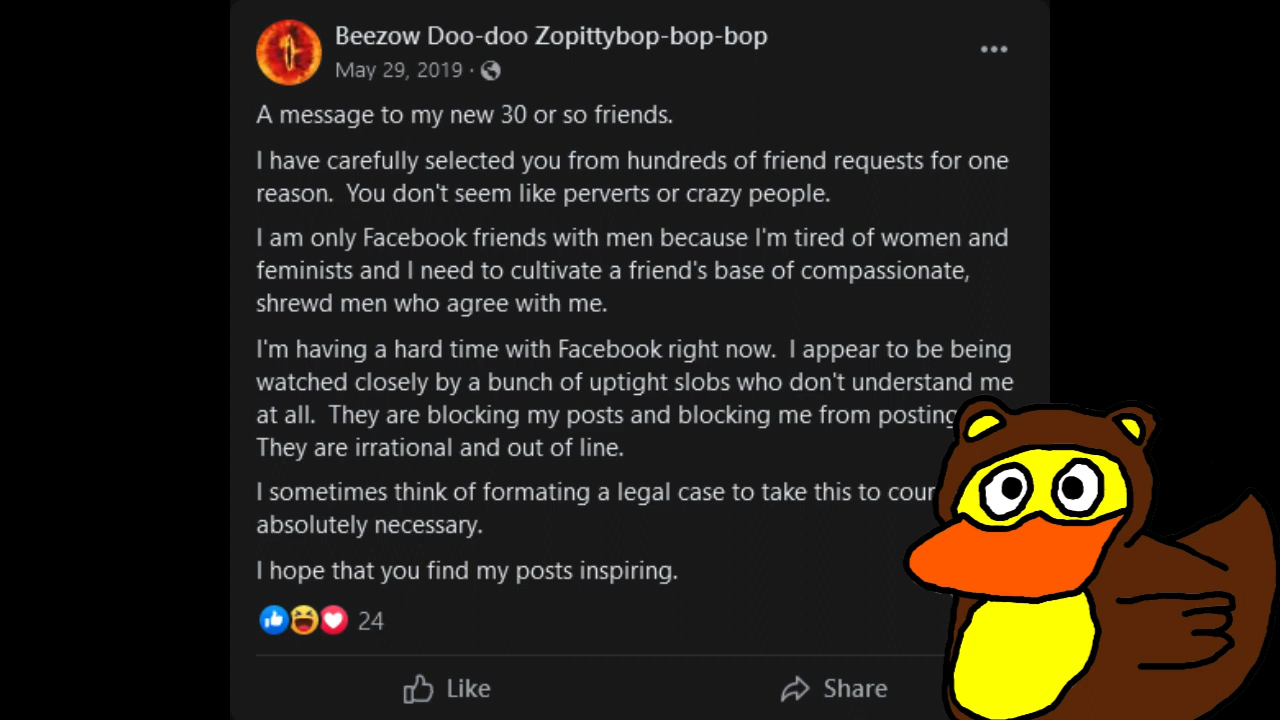 Beezow Doo-doo Zopittybop-bop-bop
May 29, 2019 ·
A message to my new 30 or so friends.
I have carefully selected you from hundreds of friend requests for one
reason. You don't seem like perverts or crazy people.
I am only Facebook friends with men because I'm tired of women and
feminists and I need to cultivate a friend's base of compassionate,
shrewd men who agree with me.
I'm having a hard time with Facebook right now. I appear to be being
watched closely by a bunch of uptight slobs who don't understand me
at all. They are blocking my posts and blocking me from posting
They are irrational and out of line.
I sometimes think of formating a legal case to take this to
absolutely necessary.
I hope that you find my posts inspiring.
24
Like
Share